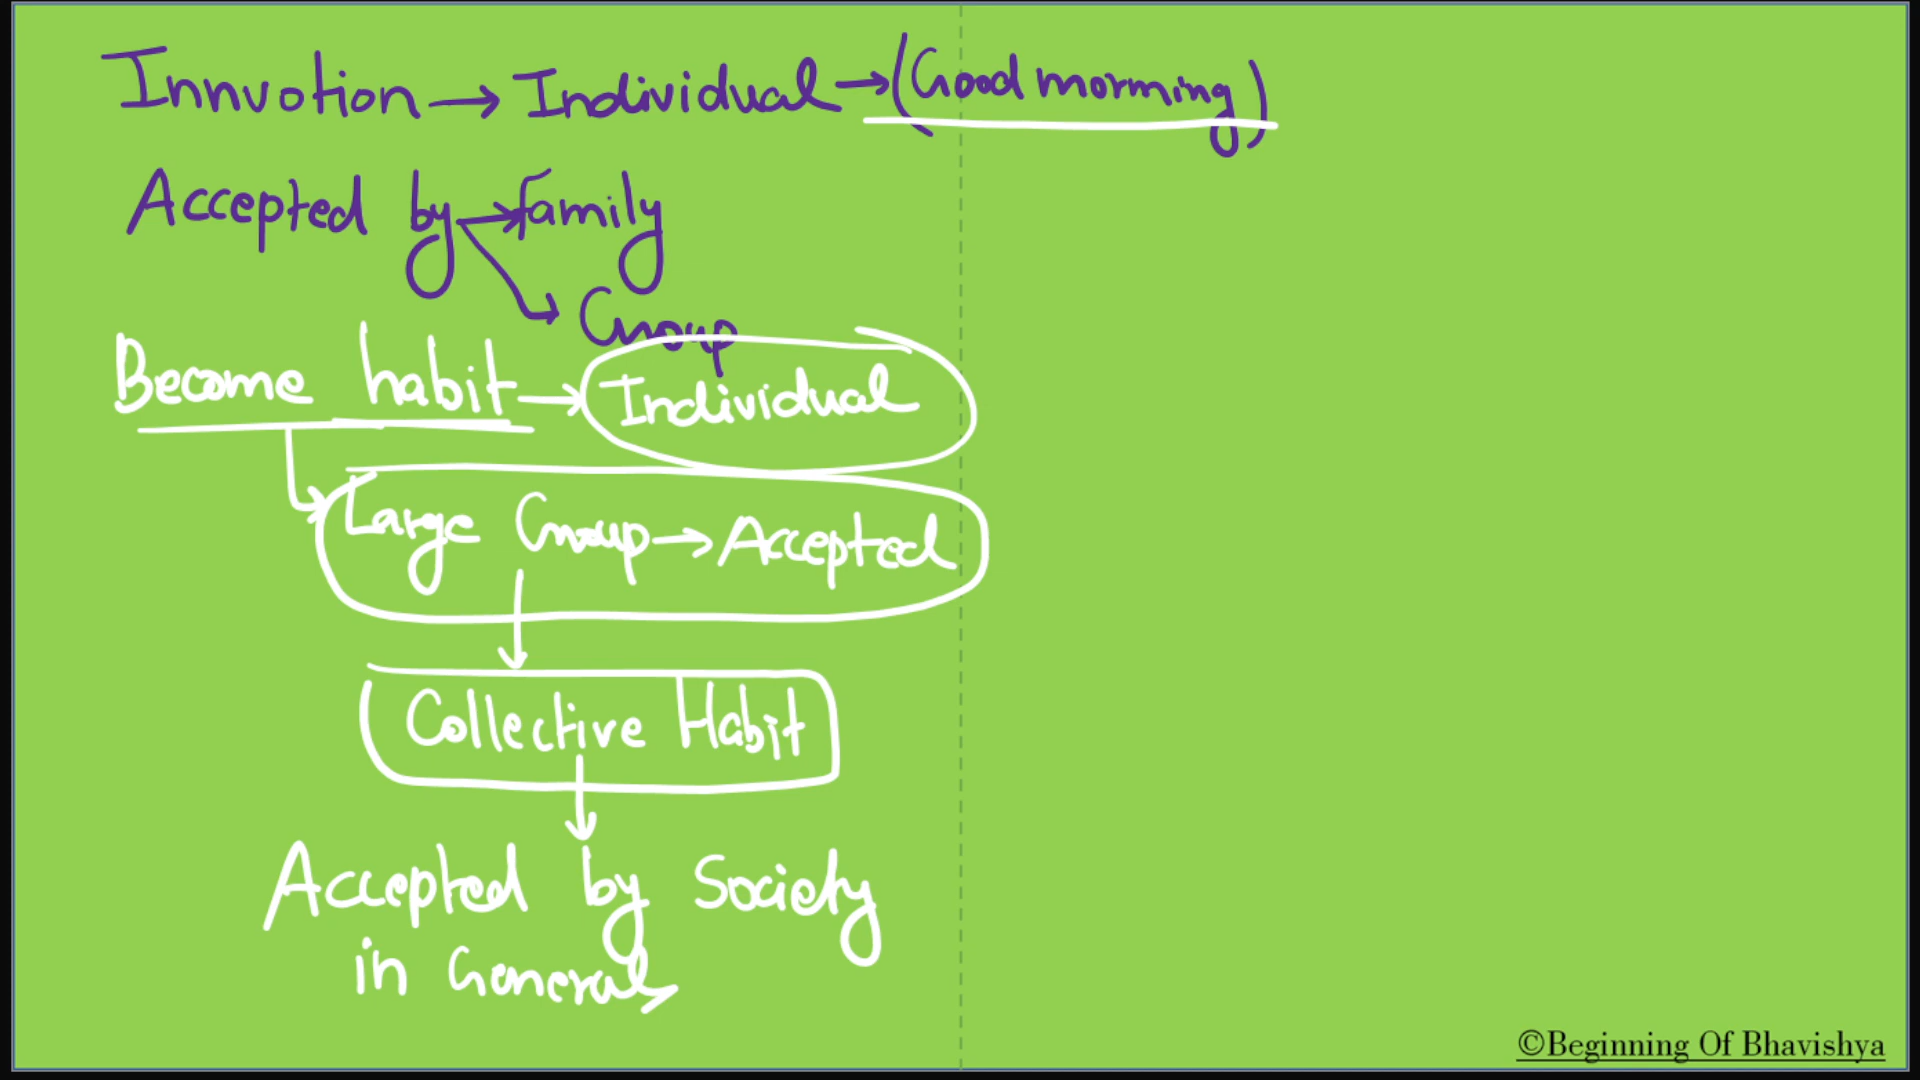 Innvotion → Individual → (Good morming)
Accepted by → family
→ Group
Become habit → Individual
Large Group → Accepted
Collective Habit
Accepted by Society
in General
©Beginning Of Bhavishya